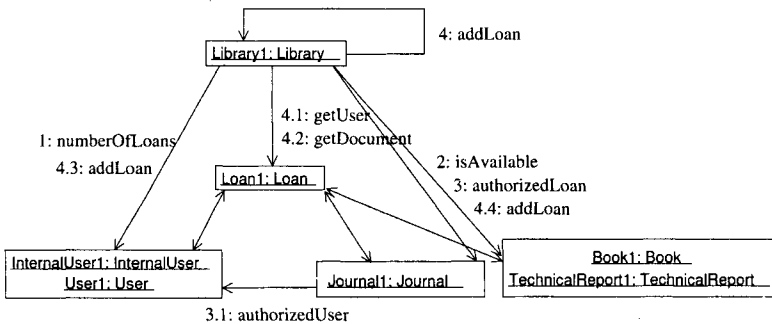 4: addLoan
Library1: Library
4.1: getUser
4.2: getDocument
1: numberOfLoans
4.3: addLoan
2: isAvailable
3: authorizedLoan
4.4: addLoan
Loan1: Loan
InternalUser1: InternalUser
User1: User
Journal1: Journal
Book1: Book
TechnicalReport1: TechnicalReport
3.1: authorizedUser